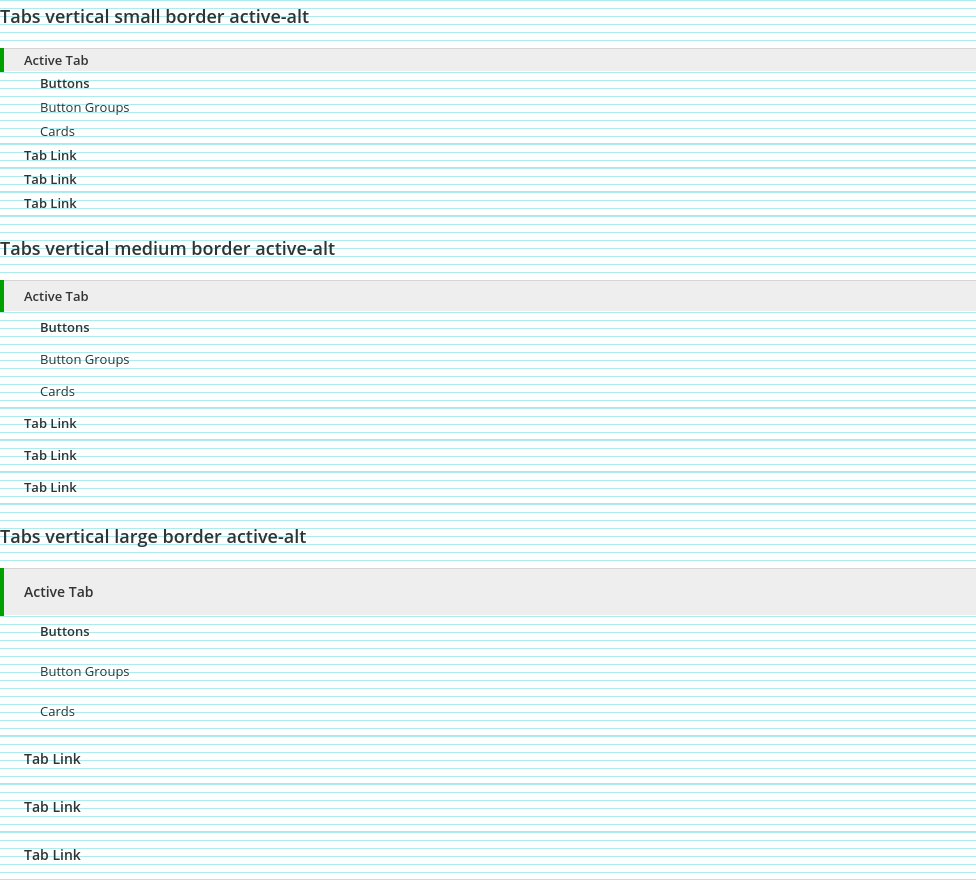 Tabs vertical small border active-alt
Active Tab
Buttons
Button Groups
Cards
Tab Link
Tab Link
Tab Link
Tabs vertical medium border active-alt
Active Tab
Buttons
Button Groups
Cards
Tab Link
Tab Link
Tab Link
Tabs vertical large border active-alt
Active Tab
Buttons
Button Groups
Cards
Tab Link
Tab Link
Tab Link